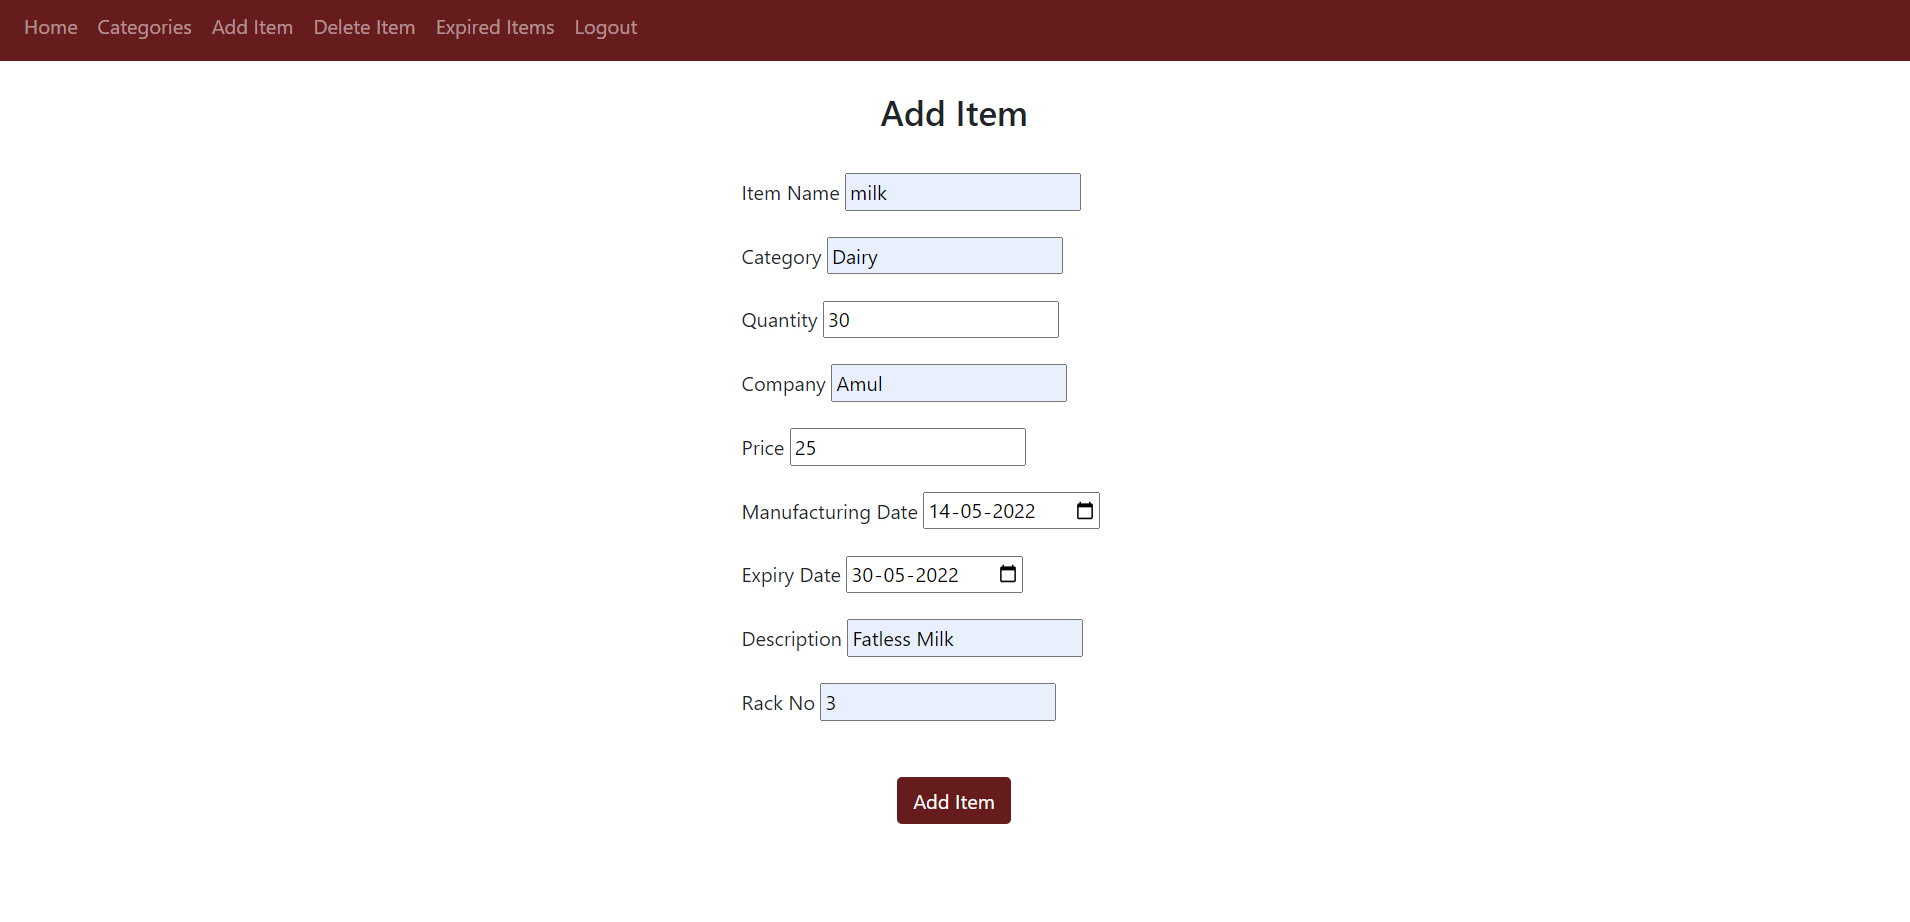 Home Categories Add Item Delete Item Expired Items Logout
Add Item
Item Name milk
Category Dairy
Quantity 30
Company Amul
Price 25
Manufacturing Date 14-05-2022
Expiry Date 30-05-2022
Description Fatless Milk
Rack No 3
Add Item